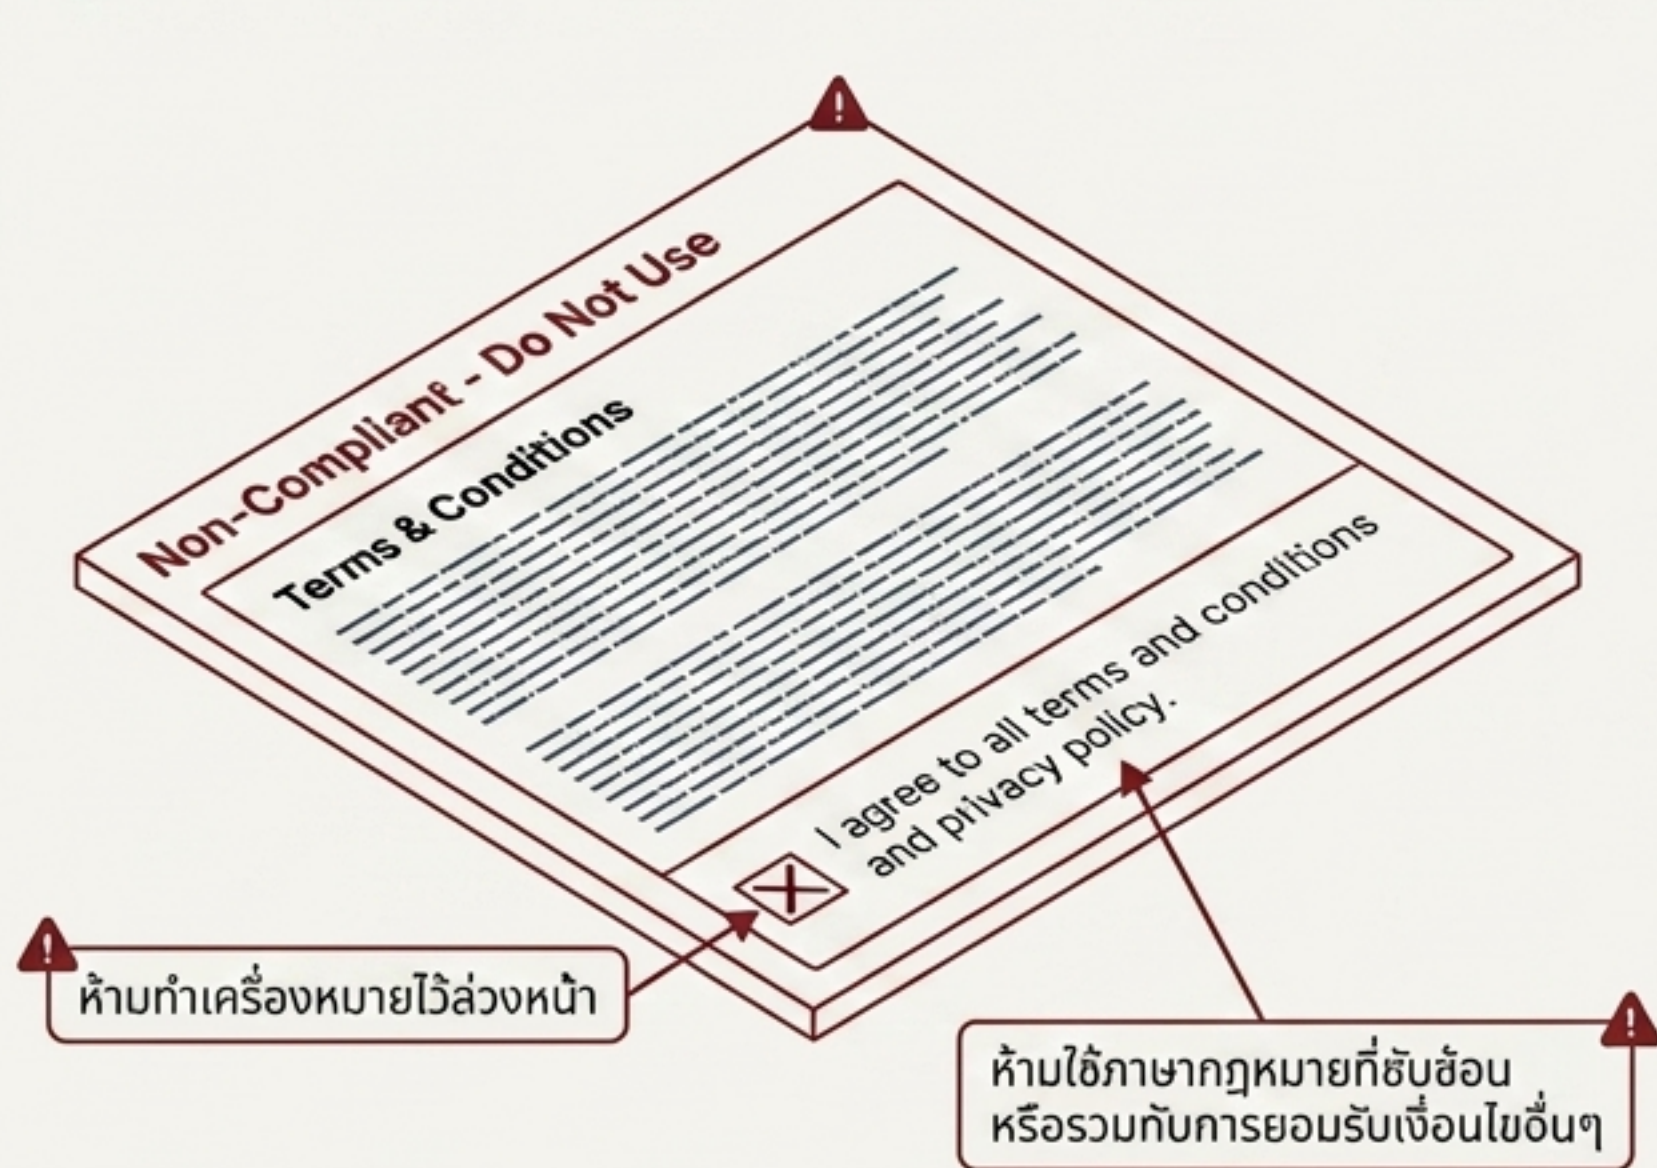 Non-Compliant - Do Not Use
Terms & Conditions
I agree to all terms and conditions
and privacy policy.
ห้ามทำเครื่องหมายไว้ล่วงหน้า
ห้ามใช้ภาษากฎหมายที่ซับซ้อน
หรือรวมทับการยอมรับเงื่อนไขอื่นๆ